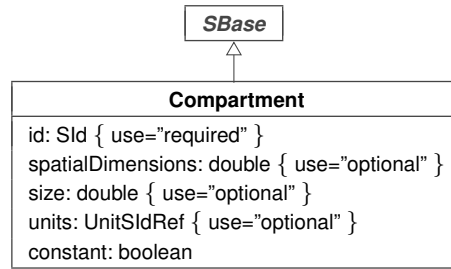 SBase
Compartment
id: SId { use=”required” }
spatialDimensions: double { use=”optional” }
size: double { use=”optional” }
units: UnitSIdRef { use=”optional” }
constant: boolean